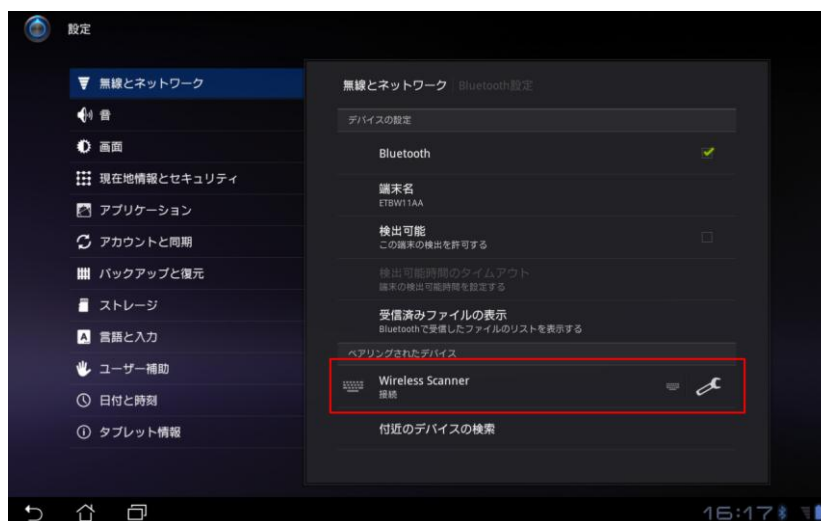 設定
無線とネットワーク
音
画面
現在地情報とセキュリティ
アプリケーション
アカウントと同期
バックアップと復元
ストレージ
言語と入力
ユーザー補助
日付と時刻
タブレット情報
無線とネットワーク Bluetooth設定
デバイスの設定
Bluetooth
端末名
ETBW11AA
検出可能
この端末の検出を許可する
検出可能時間のタイムアウト
端末の検出可能時間を設定する
受信済みファイルの表示
Bluetoothで受信したファイルのリストを表示する
ペアリングされたデバイス
Wireless Scanner
接続
付近のデバイスの検索
16:17